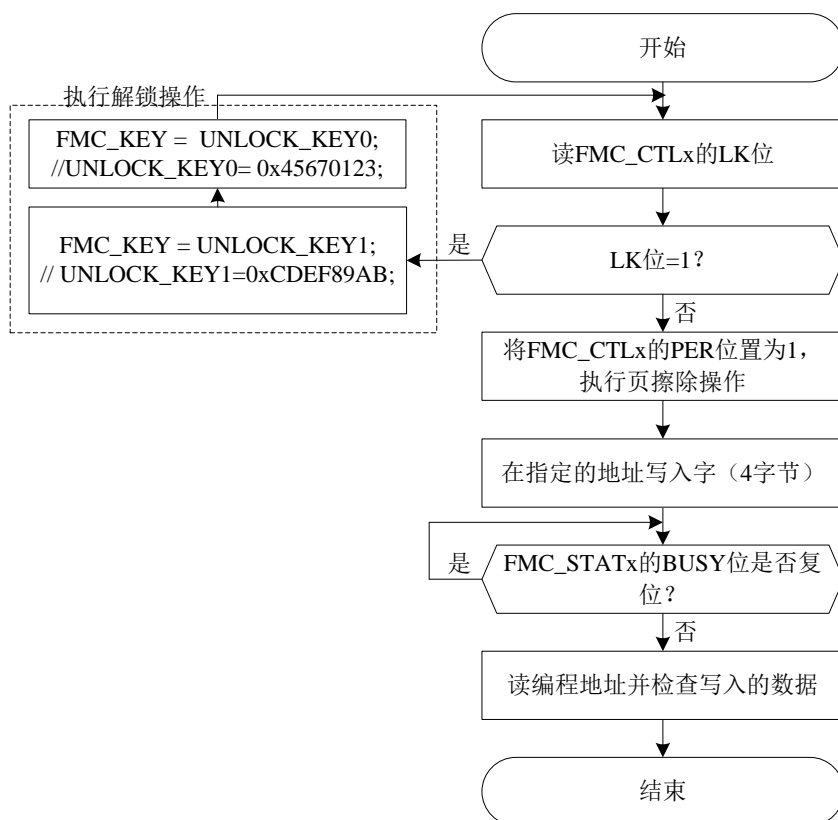 开始
执行解锁操作
FMC_KEY = UNLOCK_KEY0;
//UNLOCK_KEY0= 0x45670123;
读FMC_CTLx的LK位
FMC_KEY = UNLOCK_KEY1;
// UNLOCK_KEY1=0xCDEF89AB;
是
LK位=1？
否
将FMC_CTLx的PER位置为1，
执行页擦除操作
在指定的地址写入字（4字节）
是
FMC_STATx的BUSY位是否复
位？
否
读编程地址并检查写入的数据
结束